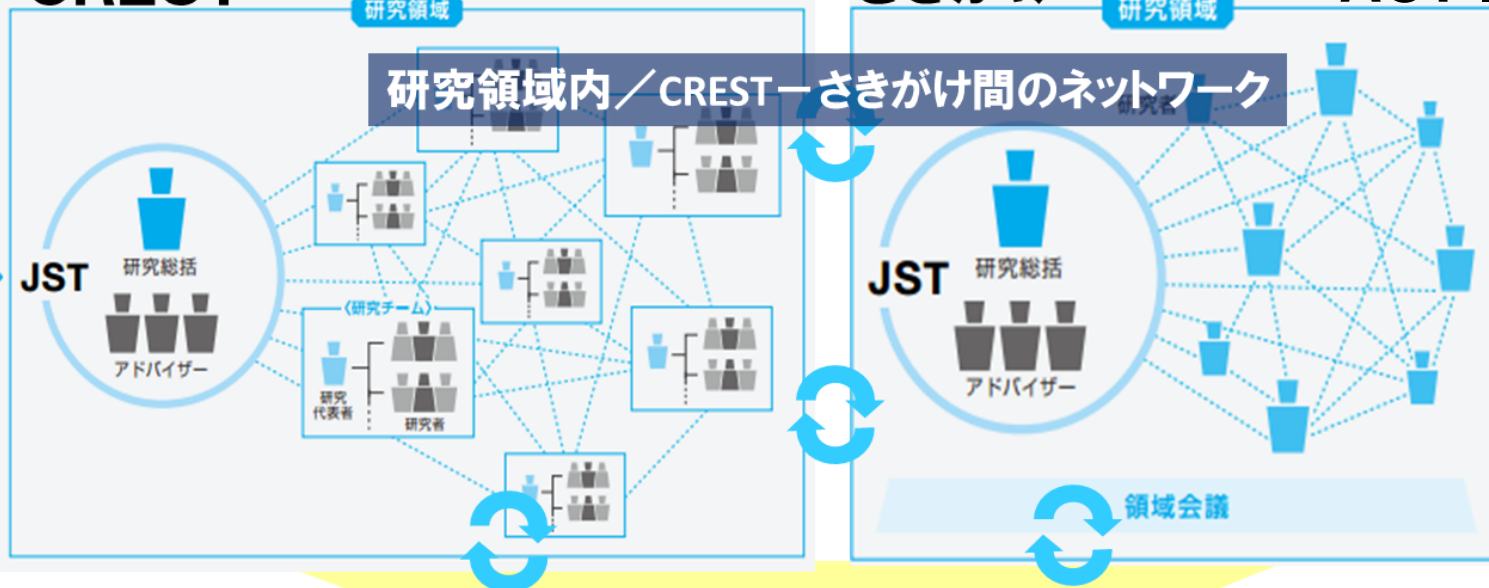 CREST
研究領域
研究領域
研究領域内／CREST－さきがけ間のネットワーク
研究者
JST
研究総括
アドバイザー
〈研究チーム〉
研究
代表者
研究者
JST
研究総括
アドバイザー
領域会議